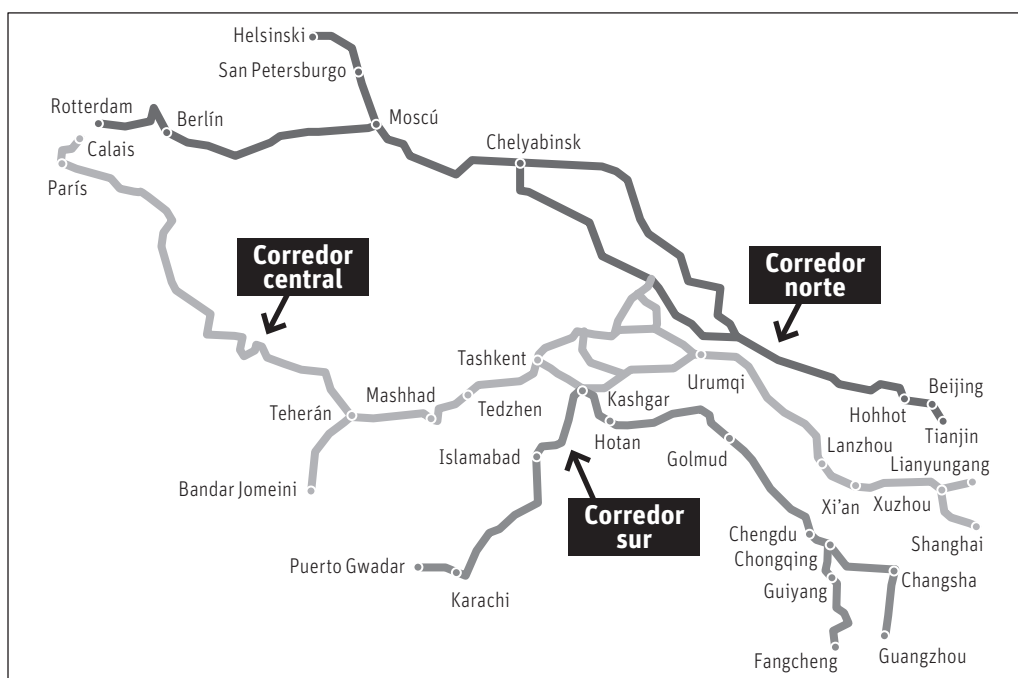 Helsinki
San Petersburgo
Rotterdam
Berlín
Moscú
Calais
Chelyabinsk
París
Corredor
central
Corredor
norte
Tashkent
Urumqi
Mashhad
Tedzhen
Kashgar
Beijing
Teherán
Hohhot
Hotan
Tianjin
Islamabad
Golmud
Lanzhou
Lianyungang
Bandar Jomeini
Xi'an
Xuzhou
Corredor
sur
Chengdu
Shanghai
Chongqing
Puerto Gwadar
Changsha
Guiyang
Karachi
Fangcheng
Guangzhou